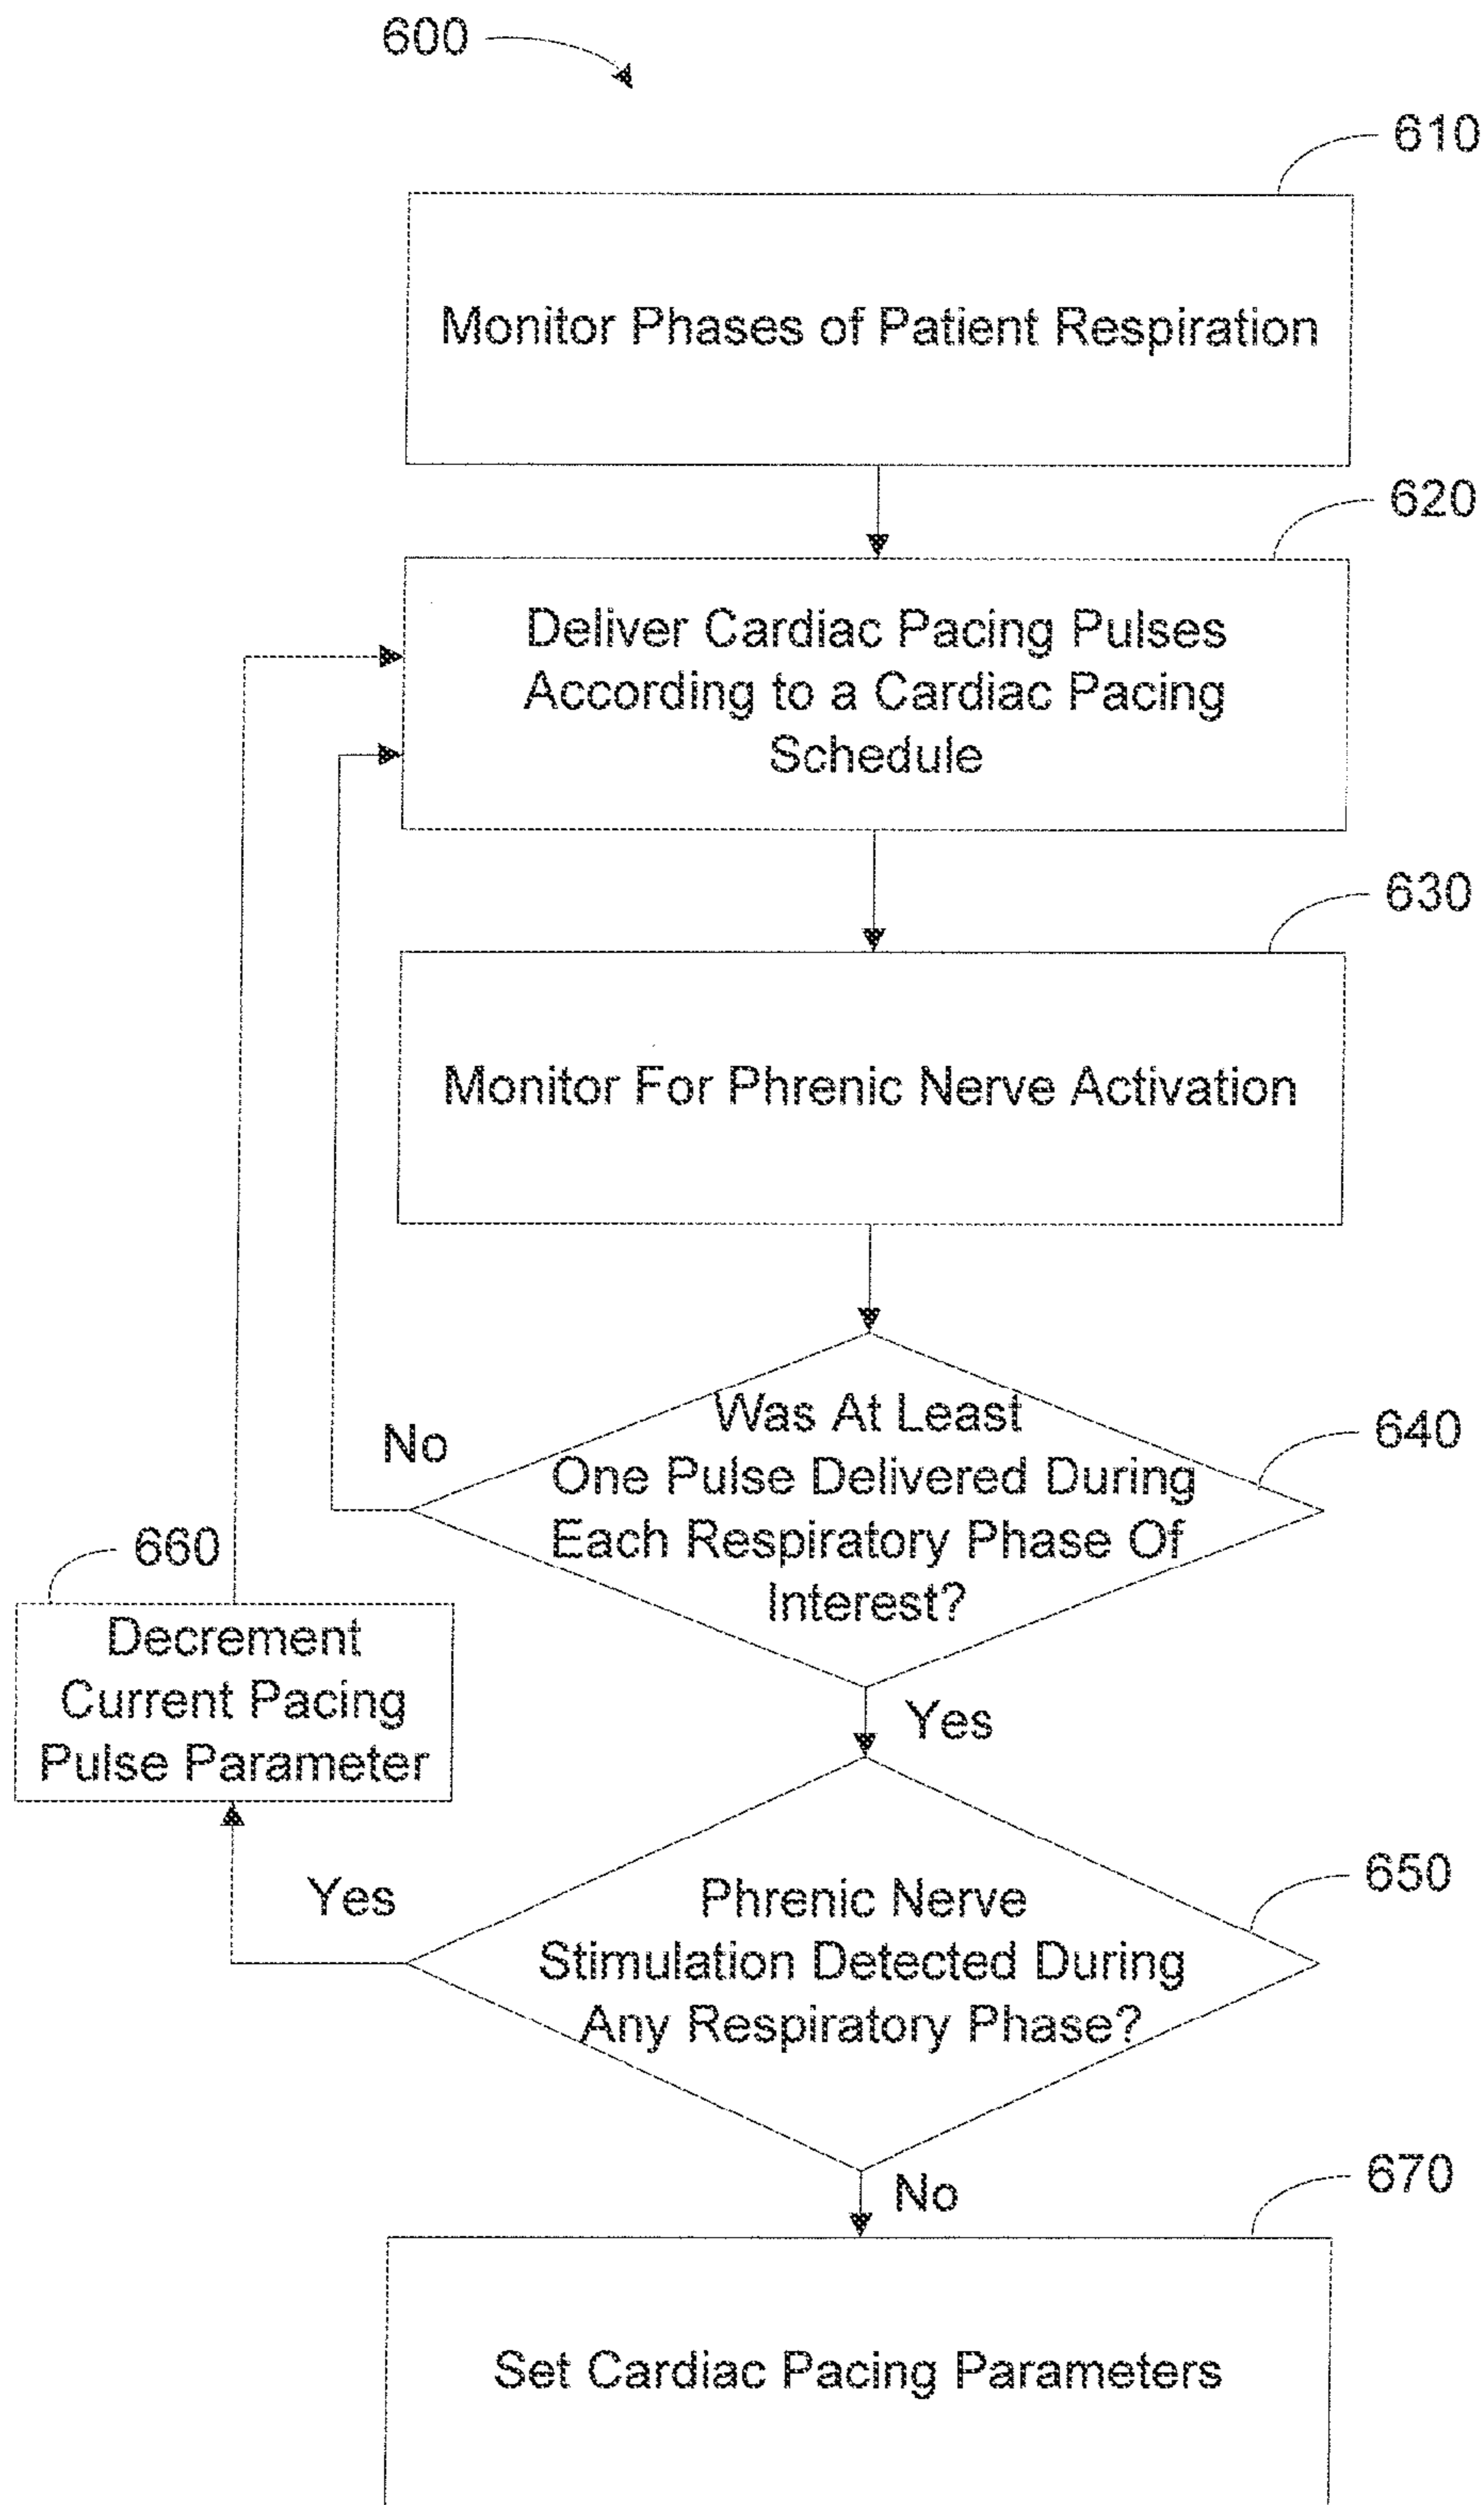 600
610
Monitor Phases of Patient Respiration
620
Deliver Cardiac Pacing Pulses
According to a Cardiac Pacing
Schedule
630
Monitor For Phrenic Nerve Activation
No
640
Was At Least
One Pulse Delivered During
Each Respiratory Phase Of
Interest?
660
Decrement
Current Pacing
Pulse Parameter
Yes
Yes
650
Phrenic Nerve
Stimulation Detected During
Any Respiratory Phase?
No
670
Set Cardiac Pacing Parameters